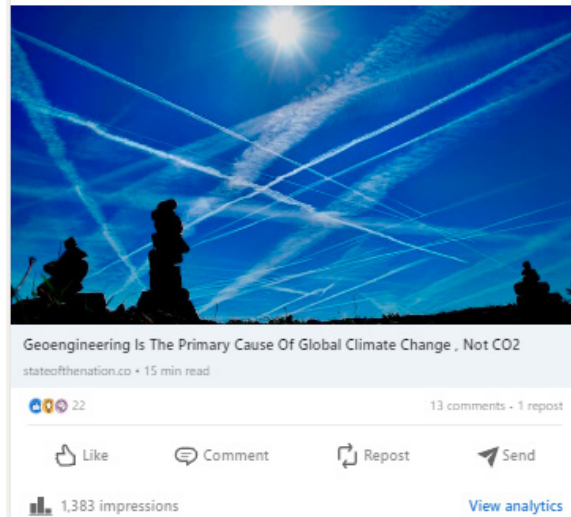 Geoengineering Is The Primary Cause Of Global Climate Change , Not CO2
stateofthenation.co • 15 min read
22 13 comments - 1 repost
Like Comment Repost Send
1,383 impressions View analytics